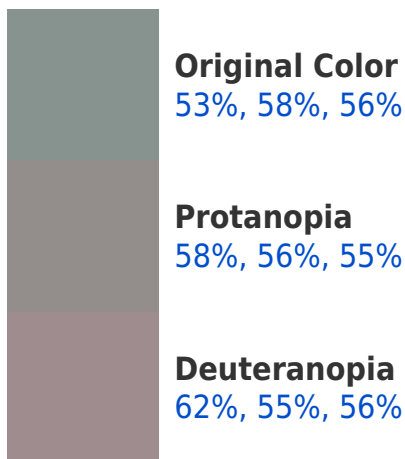 Original Color
53%, 58%, 56%
Protanopia
58%, 56%, 55%
Deuteranopia
62%, 55%, 56%